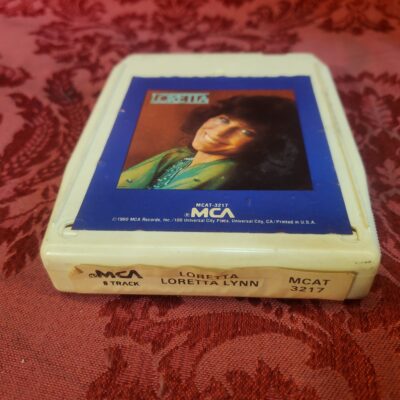 LORETTA
MCAT-3217
MCA
©1980 MCA Records, Inc./100 Universal City Plaza, Universal City, CA/Printed in U.S.A.
MCA
8 TRACK
LORETTA
LORETTA LYNN
MCAT
3217